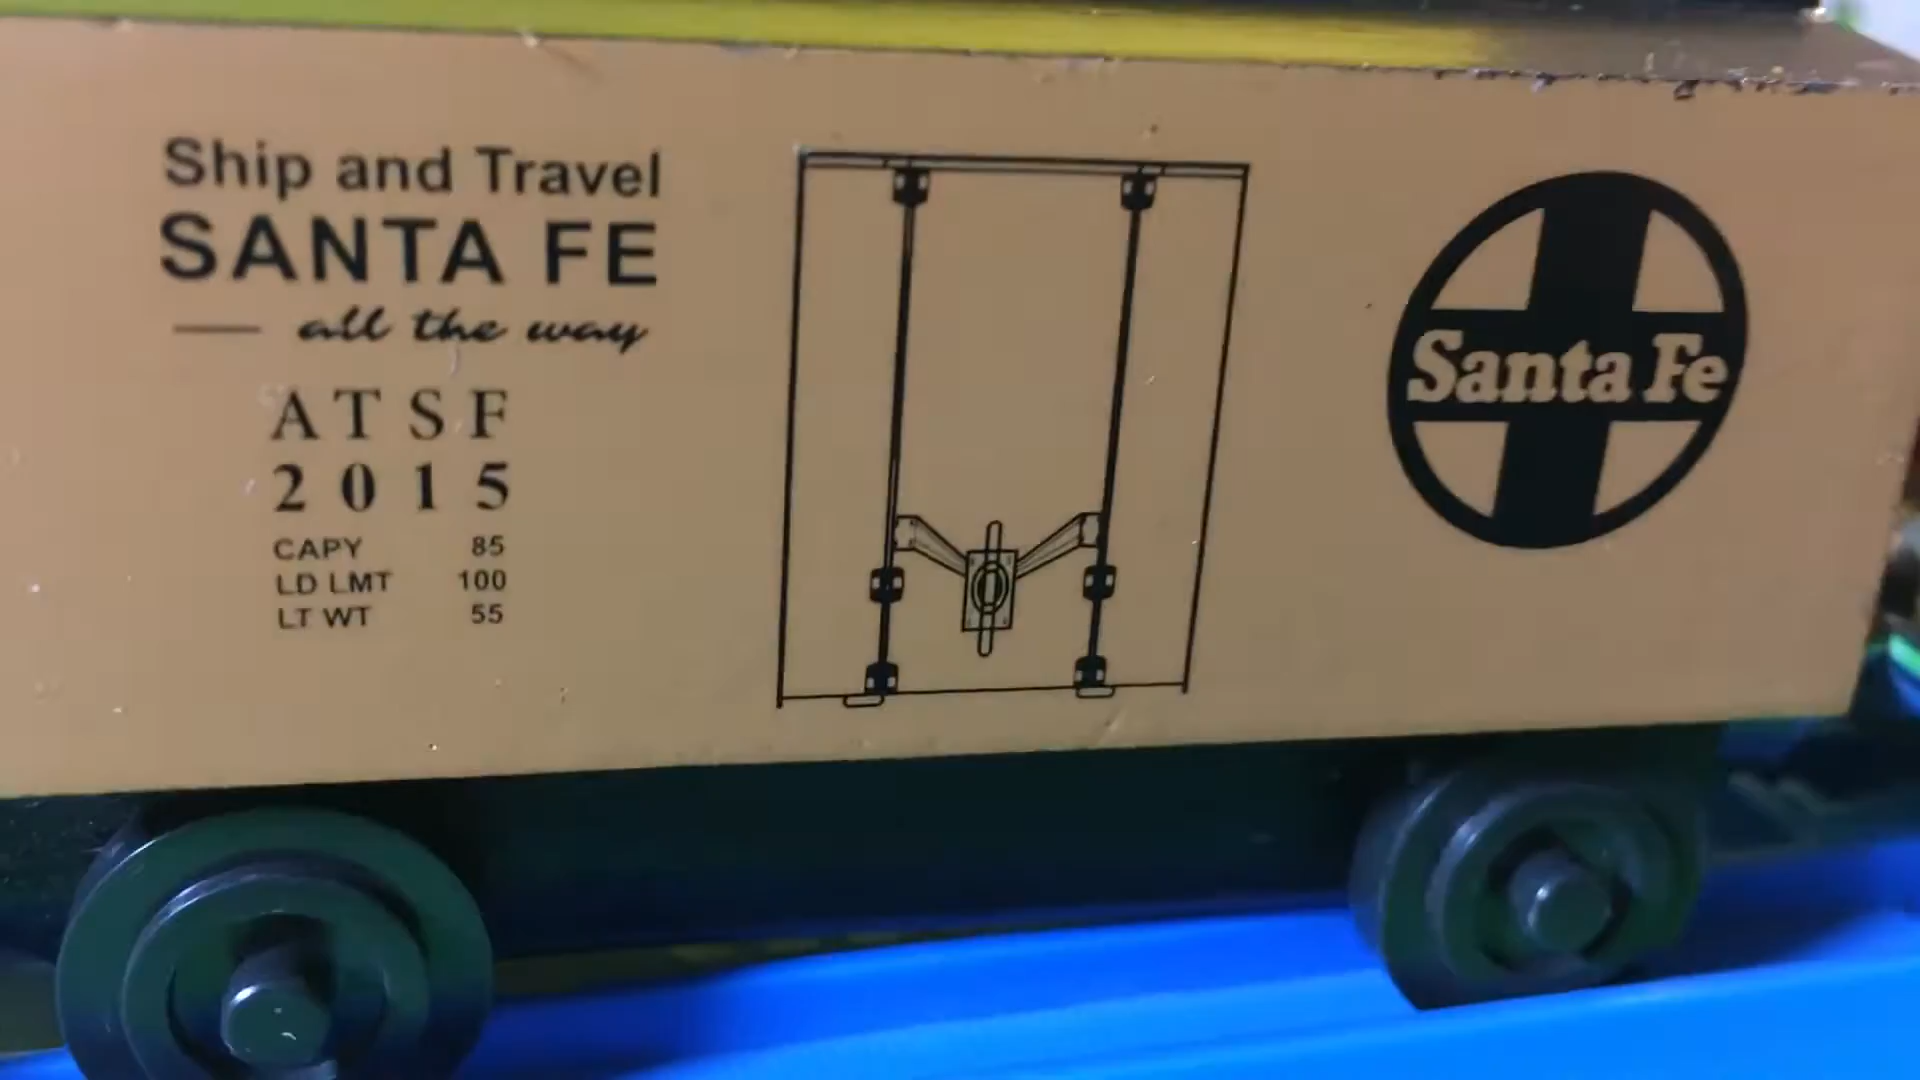 Ship and Travel
SANTA FE
— all the way
ATSF
2015
CAPY 85
LD LMT 100
LT WT 55
Santa Fe